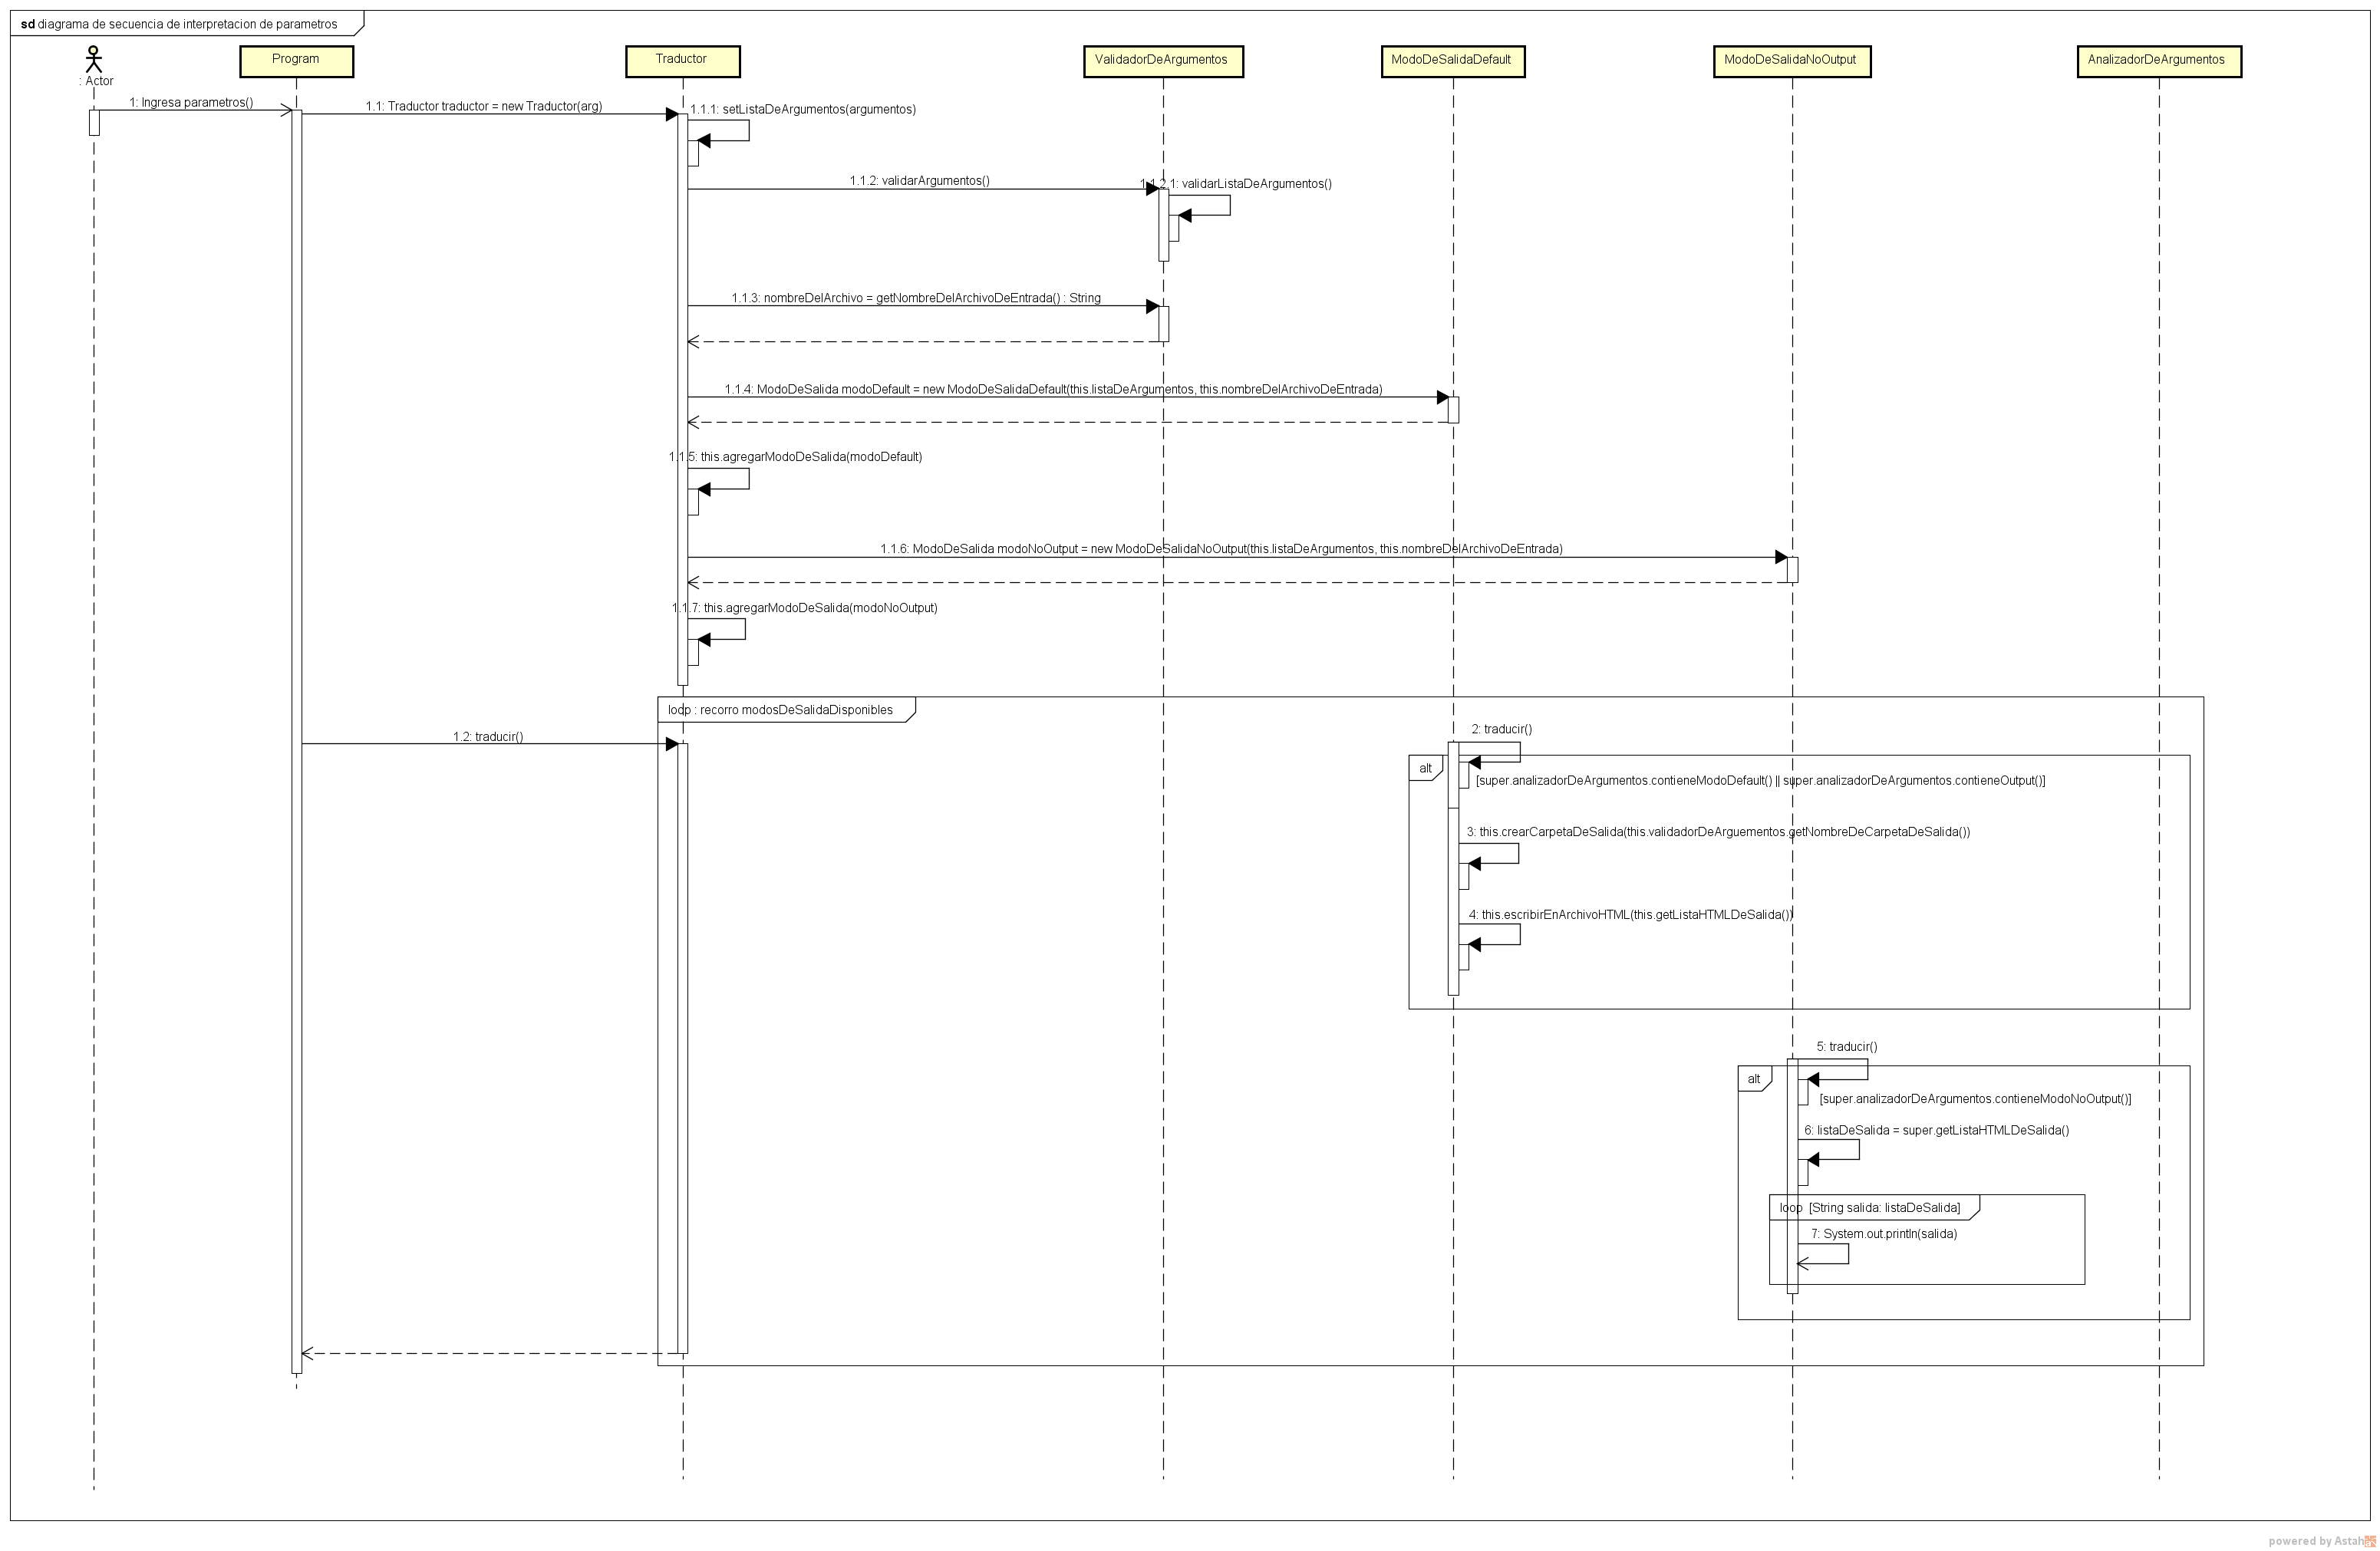 sd diagrama de secuencia de interpretacion de parametros
: Actor
Program
Traductor
ValidadorDeArgumentos
ModoDeSalidaDefault
ModoDeSalidaNoOutput
AnalizadorDeArgumentos
1: Ingresa parametros()
1.1: Traductor traductor = new Traductor(arg)
1.1.1: setListaDeArgumentos(argumentos)
1.1.2: validarArgumentos()
1.1.2.1: validarListaDeArgumentos()
1.1.3: nombreDelArchivo = getNombreDelArchivoDeEntrada() : String
1.1.4: ModoDeSalida modoDefault = new ModoDeSalidaDefault(this.listaDeArgumentos, this.nombreDelArchivoDeEntrada)
1.1.5: this.agregarModoDeSalida(modoDefault)
1.1.6: ModoDeSalida modoNoOutput = new ModoDeSalidaNoOutput(this.listaDeArgumentos, this.nombreDelArchivoDeEntrada)
1.1.7: this.agregarModoDeSalida(modoNoOutput)
loop : recorro modosDeSalidaDisponibles
1.2: traducir()
2: traducir()
alt
[super.analizadorDeArgumentos.contieneModoDefault() || super.analizadorDeArgumentos.contieneOutput()]
3: this.crearCarpetaDeSalida(this.validadorDeArguementos.getNombreDeCarpetaDeSalida())
4: this.escribirEnArchivoHTML(this.getListaHTMLDeSalida())
5: traducir()
alt
[super.analizadorDeArgumentos.contieneModoNoOutput()]
6: listaDeSalida = super.getListaHTMLDeSalida()
loop [String salida: listaDeSalida]
7: System.out.println(salida)
powered by Astah